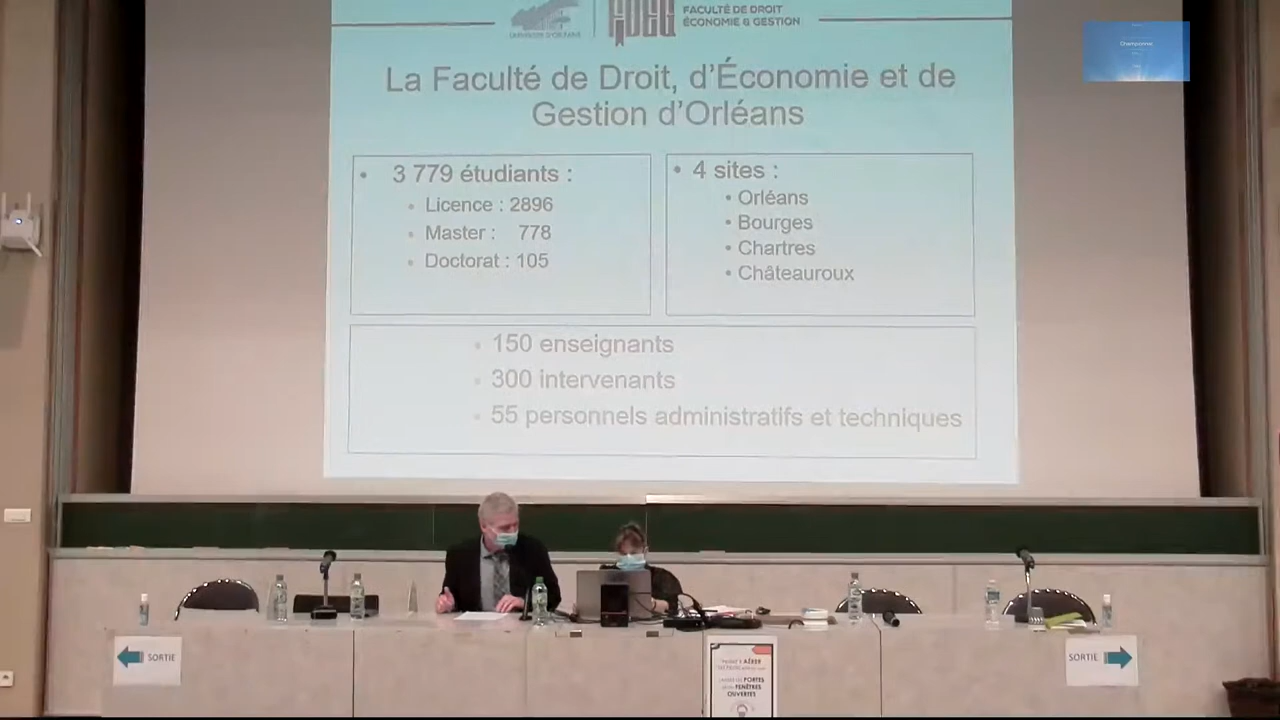 FACULTÉ DE DROIT
ÉCONOMIE & GESTION
Championnat
La Faculté de Droit, d'Économie et de
Gestion d'Orléans
• 3 779 étudiants :
• Licence : 2896
• Master : 778
• Doctorat : 105
• 4 sites :
• Orléans
• Bourges
• Chartres
• Châteauroux
• 150 enseignants
• 300 intervenants
• 55 personnels administratifs et techniques
SORTIE
AÉRER
PORTES
FENÊTRES
OUVERTES
SORTIE